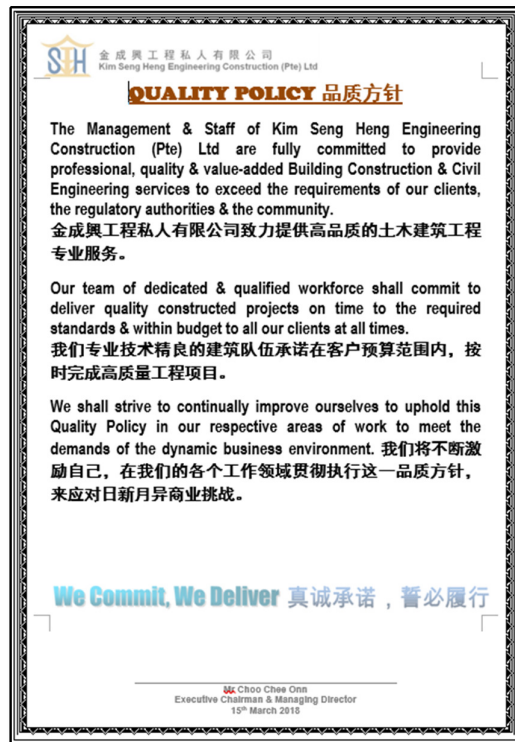 金成興工程私人有限公司
Kim Seng Heng Engineering Construction (Pte) Ltd
QUALITY POLICY 品质方针
The Management & Staff of Kim Seng Heng Engineering
Construction (Pte) Ltd are fully committed to provide
professional, quality & value-added Building Construction & Civil
Engineering services to exceed the requirements of our clients,
the regulatory authorities & the community.
金成興工程私人有限公司致力提供高品质的土木建筑工程
专业服务。
Our team of dedicated & qualified workforce shall commit to
deliver quality constructed projects on time to the required
standards & within budget to all our clients at all times.
我们专业技术精良的建筑队伍承诺在客户预算范围内，按
时完成高质量工程项目。
We shall strive to continually improve ourselves to uphold this
Quality Policy in our respective areas of work to meet the
demands of the dynamic business environment. 我们将不断激
励自己，在我们的各个工作领域贯彻执行这一品质方针，
来应对日新月异商业挑战。
We Commit, We Deliver 真诚承诺，誓必履行
Mr Choo Chee Onn
Executive Chairman & Managing Director
15th March 2018